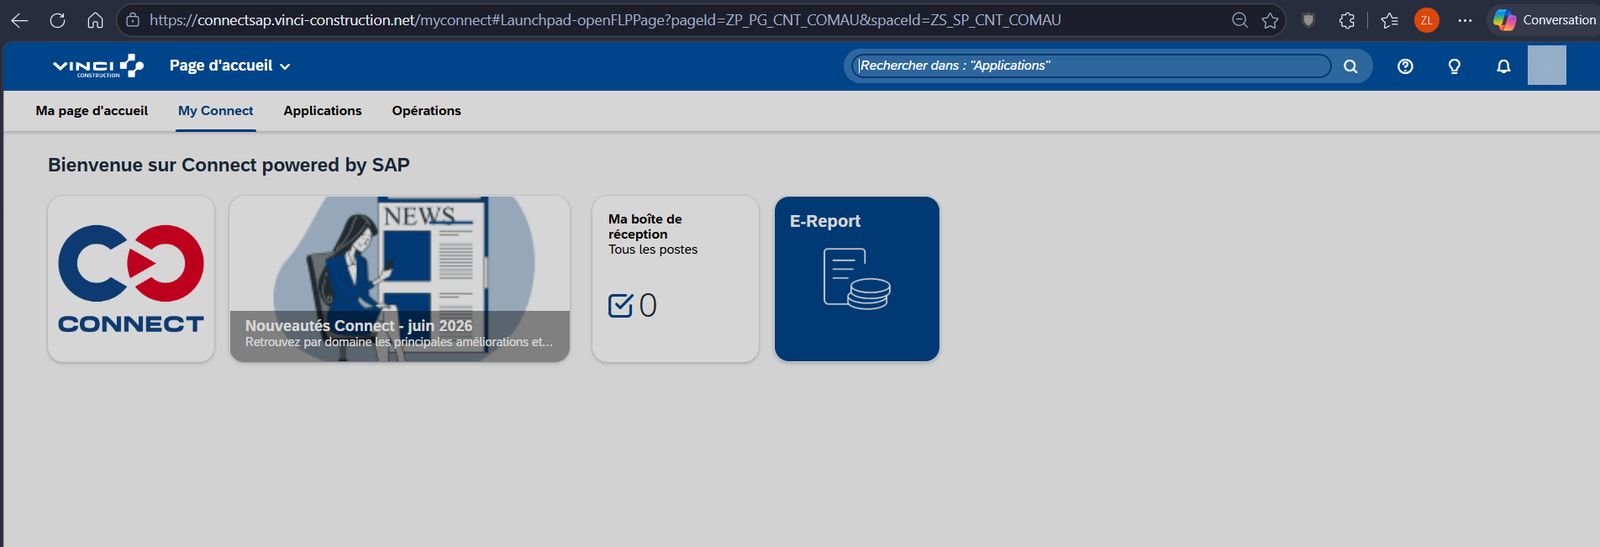 https://connectsap.vinci-construction.net/myconnect#Launchpad-openFLPPage?pageId=ZP_PG_CNT_COMAU&spaceId=ZS_SP_CNT_COMAU
ZL
Conversation
VINCI
CONSTRUCTION
Page d'accueil
Rechercher dans : "Applications"
Ma page d'accueil
My Connect
Applications
Opérations
Bienvenue sur Connect powered by SAP
CONNECT
NEWS
Nouveautés Connect - juin 2026
Retrouvez par domaine les principales améliorations et...
Ma boîte de
réception
Tous les postes
0
E-Report